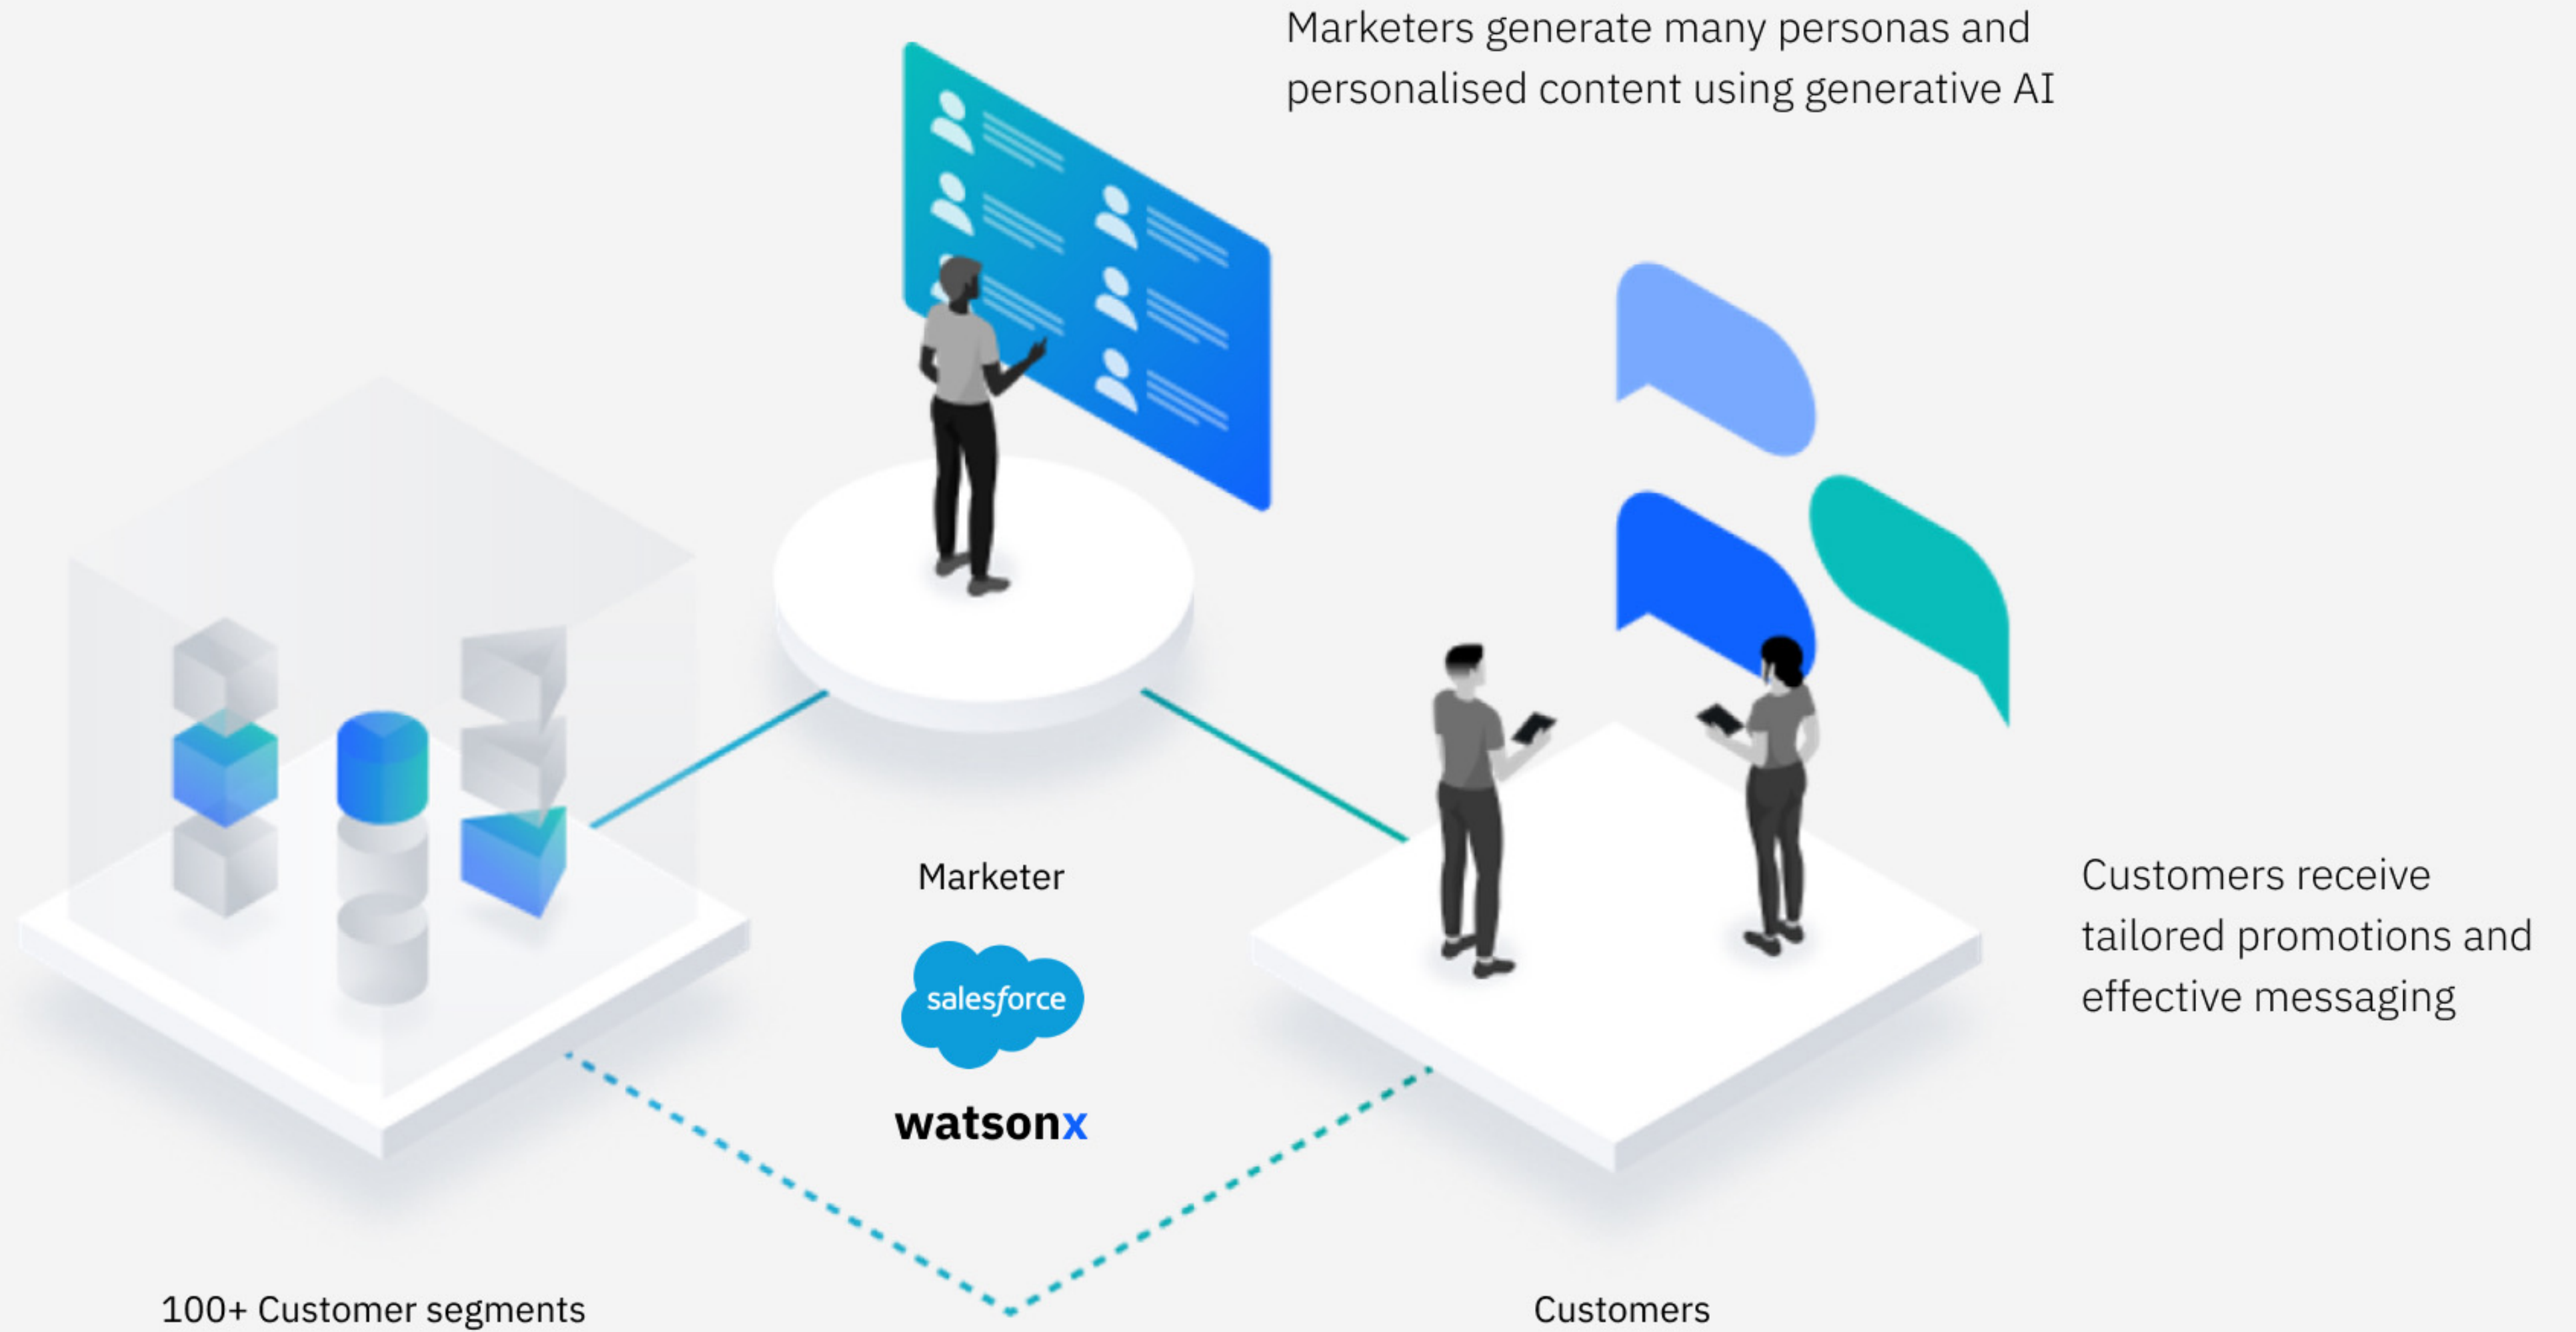 Marketers generate many personas and
personalised content using generative AI
Marketer
salesforce
watsonx
Customers receive
tailored promotions and
effective messaging
100+ Customer segments
Customers